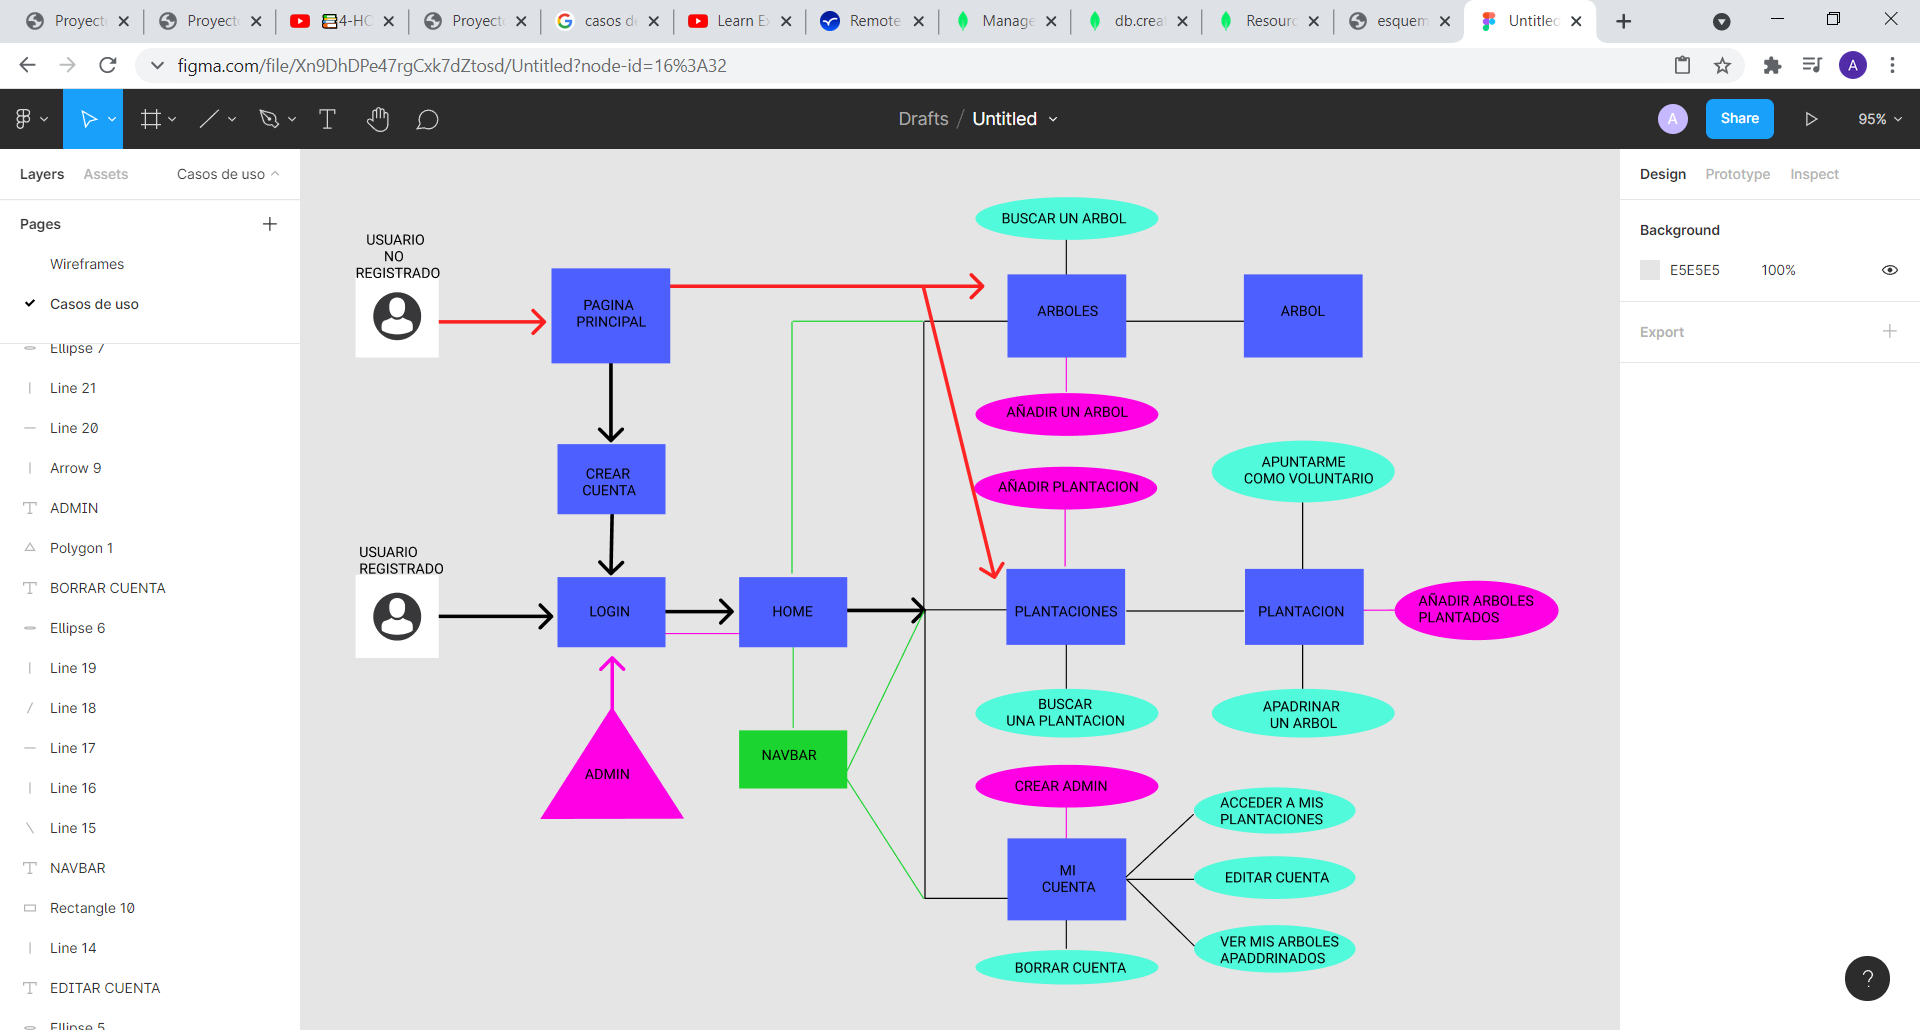 Proyect
Proyect
4-HC
Proyect
casos de
Learn Ex
Remote
Manage
db.creat
Resourc
esquem
Untitled
figma.com/file/Xn9DhDPe47rgCxk7dZtosd/Untitled?node-id=16%3A32
A
Drafts / Untitled
A
Share
95%
Layers
Assets
Casos de uso
Pages
Wireframes
Casos de uso
Ellipse 7
Line 21
Line 20
Arrow 9
ADMIN
Polygon 1
BORRAR CUENTA
Ellipse 6
Line 19
Line 18
Line 17
Line 16
Line 15
NAVBAR
Rectangle 10
Line 14
EDITAR CUENTA
Ellipse 5
USUARIO
NO
REGISTRADO
PAGINA
PRINCIPAL
CREAR
CUENTA
USUARIO
REGISTRADO
LOGIN
HOME
ADMIN
NAVBAR
BUSCAR UN ARBOL
ARBOLES
ARBOL
AÑADIR UN ARBOL
AÑADIR PLANTACION
APUNTARME
COMO VOLUNTARIO
PLANTACIONES
PLANTACION
AÑADIR ARBOLES
PLANTADOS
BUSCAR
UNA PLANTACION
APADRINAR
UN ARBOL
CREAR ADMIN
ACCEDER A MIS
PLANTACIONES
MI
CUENTA
EDITAR CUENTA
VER MIS ARBOLES
APADDRINADOS
BORRAR CUENTA
Design
Prototype
Inspect
Background
E5E5E5
100%
Export
?